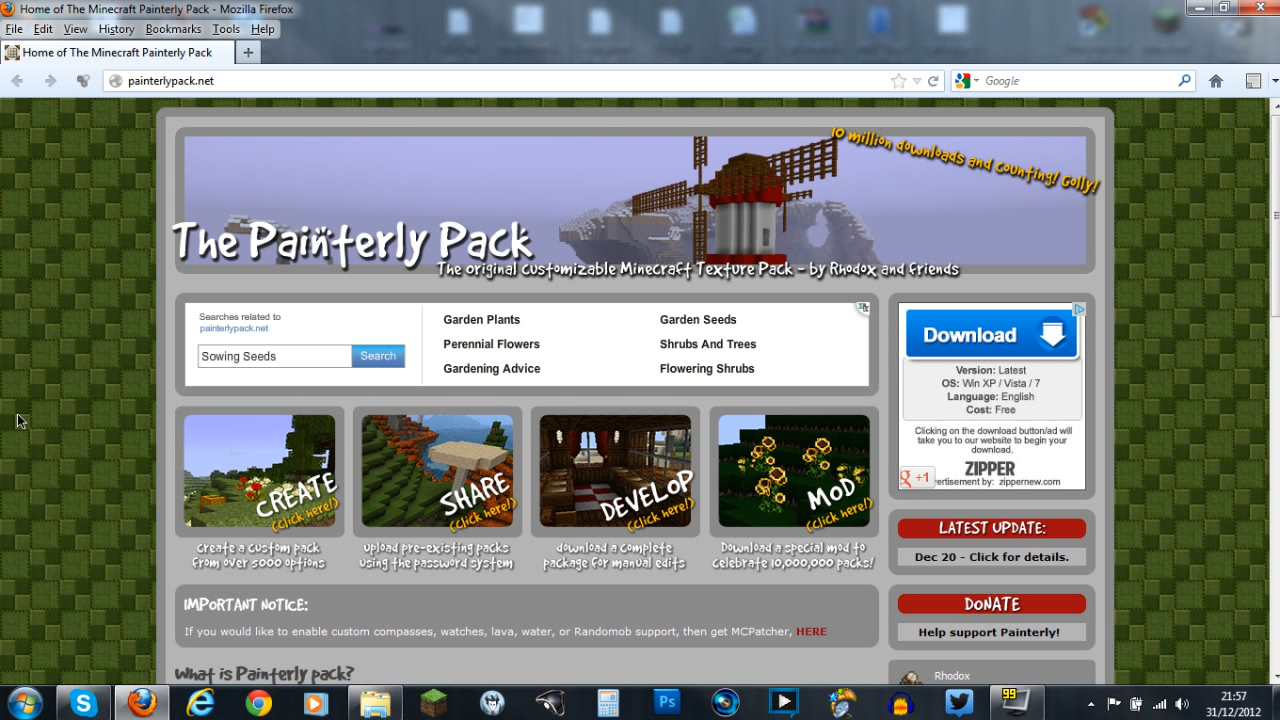 Home of The Minecraft Painterly Pack - Mozilla Firefox
File Edit View History Bookmarks Tools Help
Home of The Minecraft Painterly Pack
painterlypack.net
Google
10 million downloads and counting! Golly!
The Painterly Pack
The original customizable Minecraft Texture Pack - by Rhodox and friends
Searches related to
painterlypack.net
Sowing Seeds
Search
Garden Plants
Garden Seeds
Perennial Flowers
Shrubs And Trees
Gardening Advice
Flowering Shrubs
Download
Version: Latest
OS: Win XP / Vista / 7
Language: English
Cost: Free
Clicking on the download button/ad will
take you to our website to begin your
download.
ZIPPER
g +1
vertisement by: zippernew.com
CREATE
(click here!)
create a custom pack
from over 5000 options
SHARE
(click here!)
upload pre-existing packs
using the password system
DEVELOP
(click here!)
download a complete
package for manual edits
MOD
(click here!)
Download a special mod to
celebrate 10,000,000 packs!
LATEST UPDATE:
Dec 20 - Click for details.
IMPORTANT NOTICE:
If you would like to enable custom compasses, watches, lava, water, or Randomob support, then get MCPatcher, HERE
DONATE
Help support Painterly!
What is Painterly pack?
Rhodox
Ps
99
21:57
31/12/2012